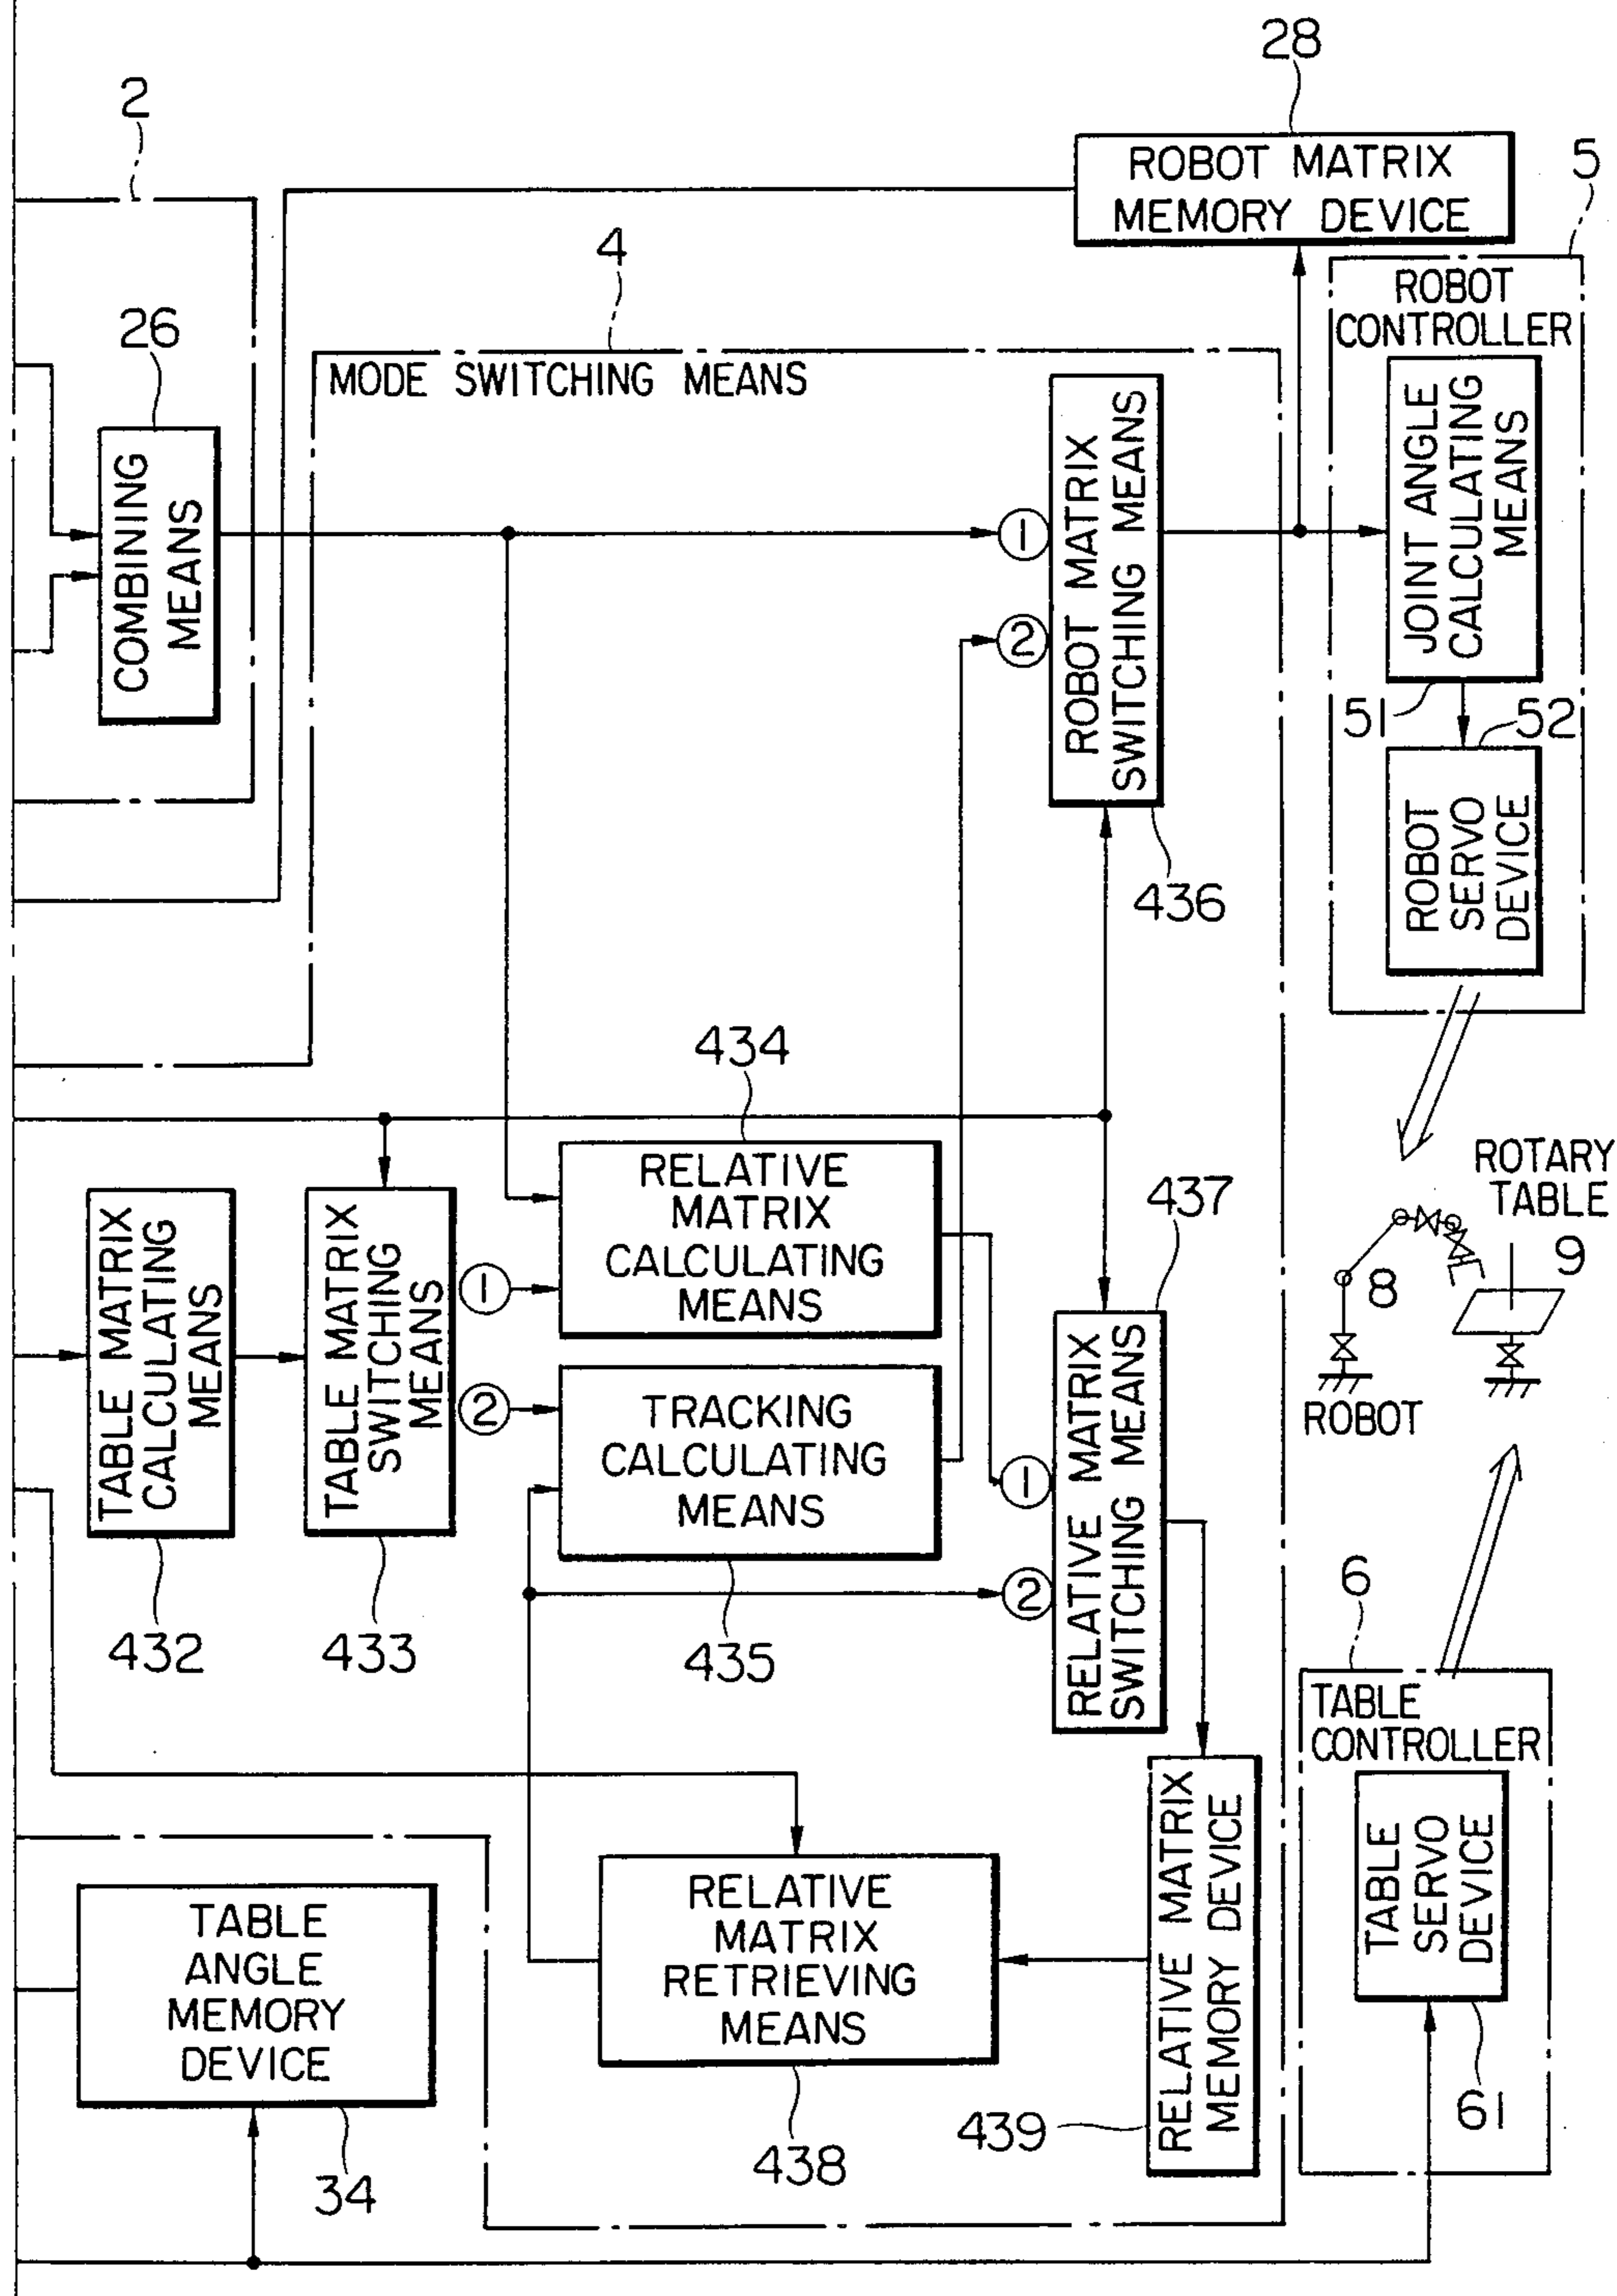 28
2
ROBOT MATRIX
MEMORY DEVICE
5
4
ROBOT
CONTROLLER
26
MODE SWITCHING MEANS
COMBINING
MEANS
1
2
ROBOT MATRIX
SWITCHING MEANS
JOINT ANGLE
CALCULATING
MEANS
51
52
436
ROBOT
SERVO
DEVICE
434
RELATIVE
MATRIX
CALCULATING
MEANS
437
ROTARY
TABLE
9
8
ROBOT
TABLE MATRIX
CALCULATING
MEANS
TABLE MATRIX
SWITCHING
MEANS
1
2
TRACKING
CALCULATING
MEANS
1
2
RELATIVE MATRIX
SWITCHING MEANS
432
433
435
6
TABLE
CONTROLLER
TABLE
SERVO
DEVICE
61
RELATIVE MATRIX
MEMORY DEVICE
439
RELATIVE
MATRIX
RETRIEVING
MEANS
438
TABLE
ANGLE
MEMORY
DEVICE
34